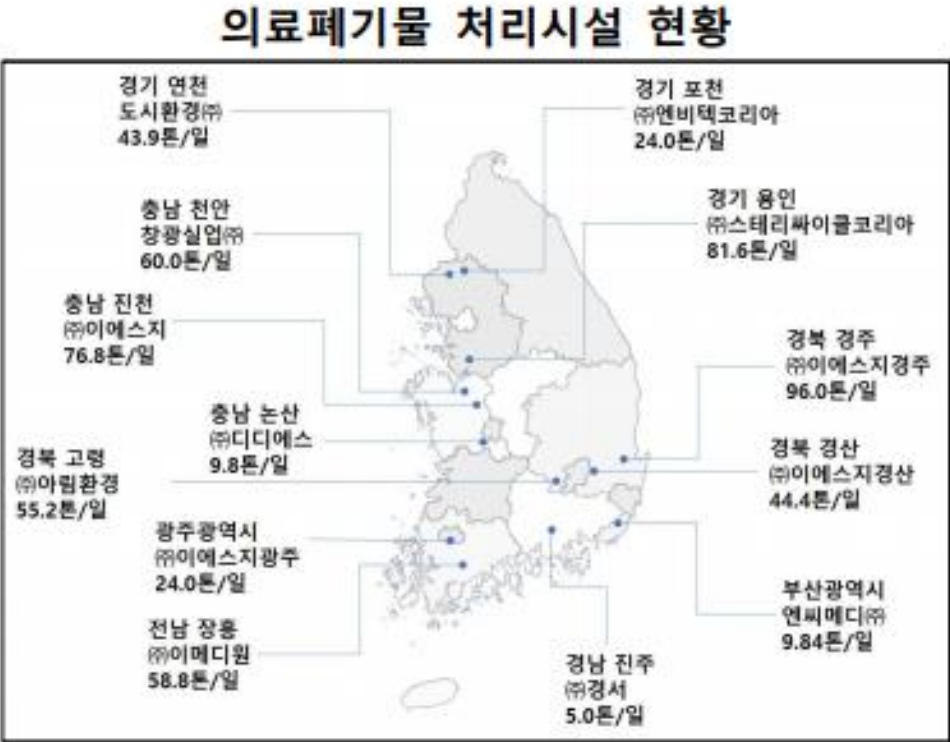 의료폐기물 처리시설 현황
경기 연천
도시환경㈜
43.9톤/일
경기 포천
㈜엔비텍코리아
24.0톤/일
충남 천안
창광실업㈜
60.0톤/일
경기 용인
㈜스테리싸이클코리아
81.6톤/일
충남 진천
㈜이에스지
76.8톤/일
경북 경주
㈜이에스지경주
96.0톤/일
충남 논산
㈜디디에스
9.8톤/일
경북 고령
㈜아림환경
55.2톤/일
경북 경산
㈜이에스지경산
44.4톤/일
광주광역시
㈜이에스지광주
24.0톤/일
부산광역시
엔씨메디㈜
9.84톤/일
전남 장흥
㈜이메디원
58.8톤/일
경남 진주
㈜경서
5.0톤/일